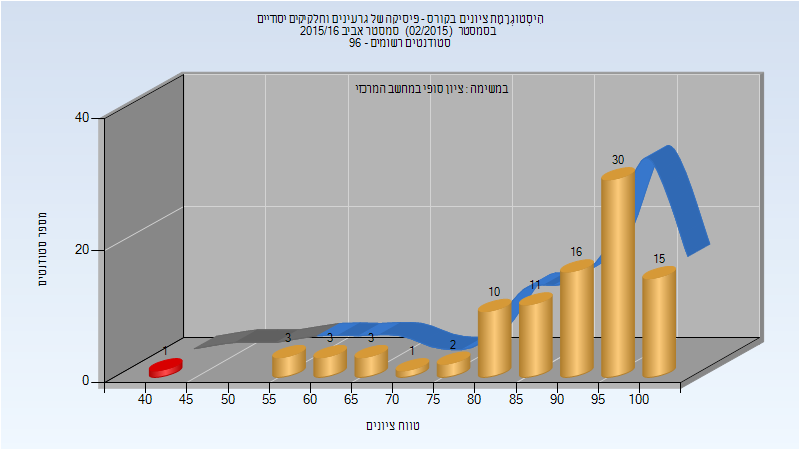 היסטוגרמת ציונים בקורס - פיסיקה של גרעינים וחלקיקים יסודיים
בסמסטר (02/2015) סמסטר אביב 2015/16
סטודנטים רשומים - 96
במשימה : ציון סופי במחשב המרכזי
מספר סטודנטים
40
20
0
1
3
3
3
1
2
10
11
16
30
15
40 45 50 55 60 65 70 75 80 85 90 95 100
טווח ציונים